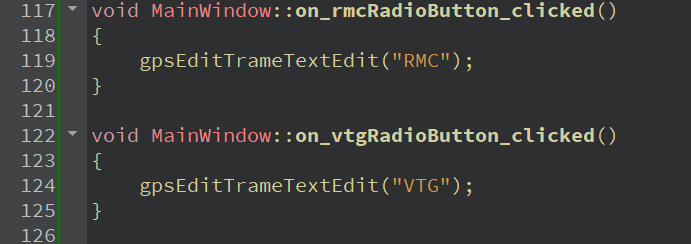 117 void MainWindow::on_rmcRadioButton_clicked()
118 {
119     gpsEditTrameTextEdit("RMC");
120 }
121
122 void MainWindow::on_vtgRadioButton_clicked()
123 {
124     gpsEditTrameTextEdit("VTG");
125 }
126